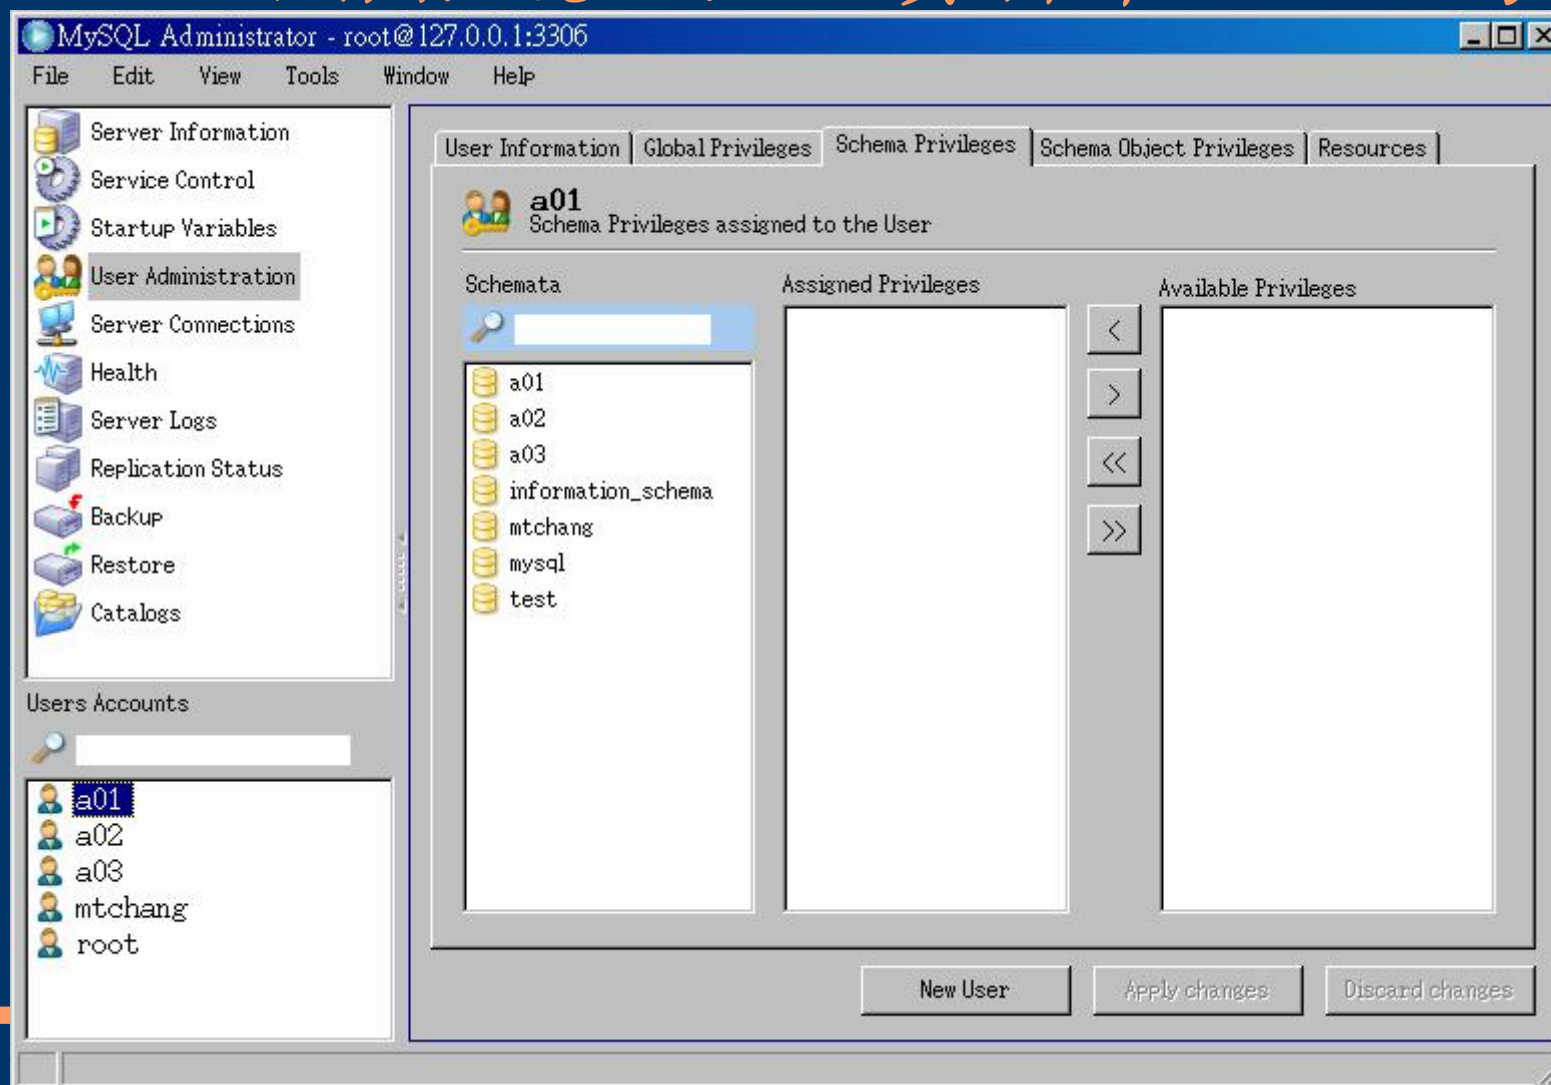 MySQL Administrator - root@127.0.0.1:3306
File Edit View Tools Window Help
Server Information
Service Control
Startup Variables
User Administration
Server Connections
Health
Server Logs
Replication Status
Backup
Restore
Catalogs
Users Accounts
a01
a02
a03
mtchang
root
User Information Global Privileges Schema Privileges Schema Object Privileges Resources
a01
Schema Privileges assigned to the User
Schemata
a01
a02
a03
information_schema
mtchang
mysql
test
Assigned Privileges
<
>
<<
>>
Available Privileges
New User Apply changes Discard changes